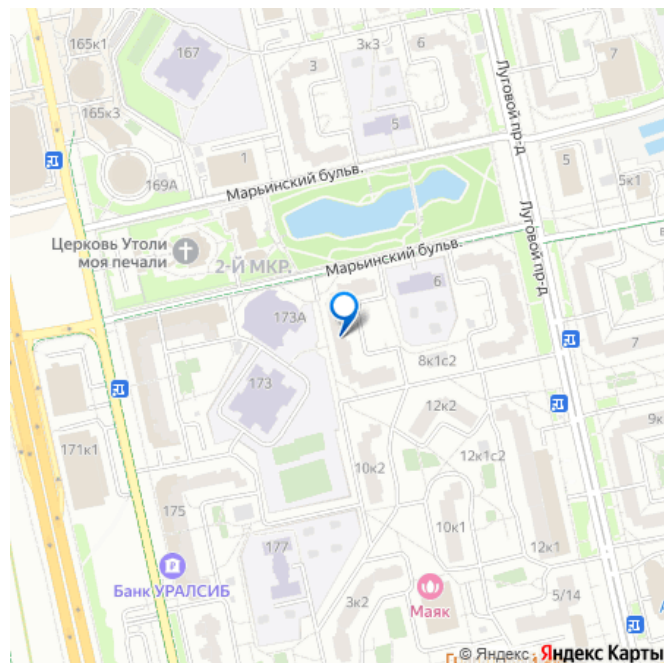 165к1
167
3к3
6
3
7
165к3
5
1
169А
Луговой пр-д
5
5к1
Марьинский бульв.
Луговой пр-д
Церковь Утоли
моя печали
2-Й МКР.
Марьинский бульв.
6
173А
7
8к1с2
173
12к2
9к
171к1
10к2
12к1с2
175
10к1
177
12к1
Банк УРАЛСИБ
Маяк
3к2
5/14
© Яндекс
Яндекс Карты